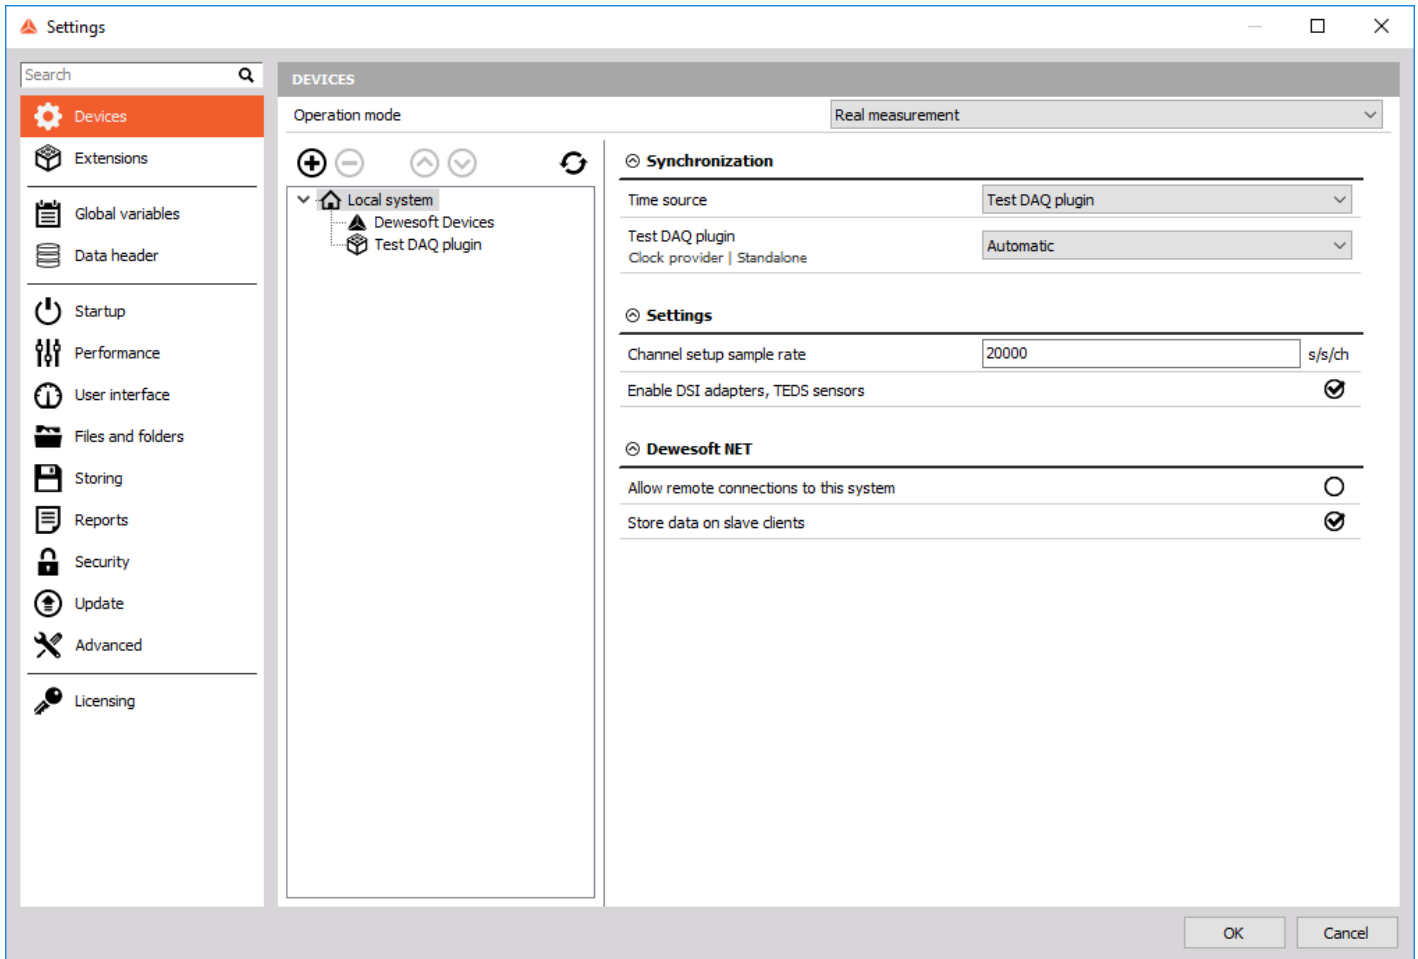 Settings
Search
Devices
Extensions
Global variables
Data header
Startup
Performance
User interface
Files and folders
Storing
Reports
Security
Update
Advanced
Licensing
DEVICES
Operation mode
Real measurement
Local system
Dewesoft Devices
Test DAQ plugin
Synchronization
Time source
Test DAQ plugin
Test DAQ plugin
Clock provider | Standalone
Automatic
Settings
Channel setup sample rate
20000
s/s/ch
Enable DSI adapters, TEDS sensors
Dewesoft NET
Allow remote connections to this system
Store data on slave clients
OK
Cancel